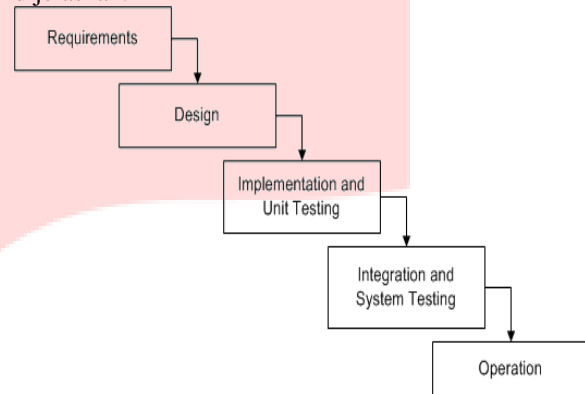 Requirements
Design
Implementation and
Unit Testing
Integration and
System Testing
Operation